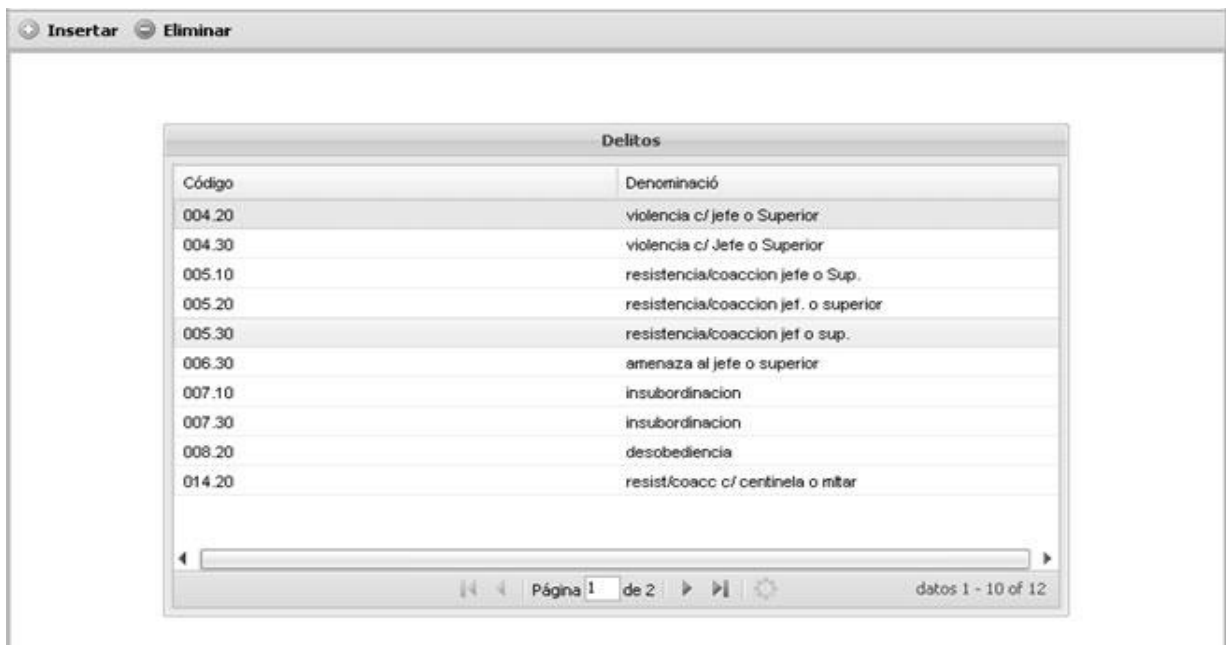 Insertar Eliminar
Delitos
Código Denominació
004.20 violencia c/ jefe o Superior
004.30 violencia c/ Jefe o Superior
005.10 resistencia/coaccion jefe o Sup.
005.20 resistencia/coaccion jef. o superior
005.30 resistencia/coaccion jef o sup.
006.30 amenaza al jefe o superior
007.10 insubordinacion
007.30 insubordinacion
008.20 desobediencia
014.20 resist/coacc c/ centinela o mltar
Página 1 de 2 datos 1 - 10 of 12